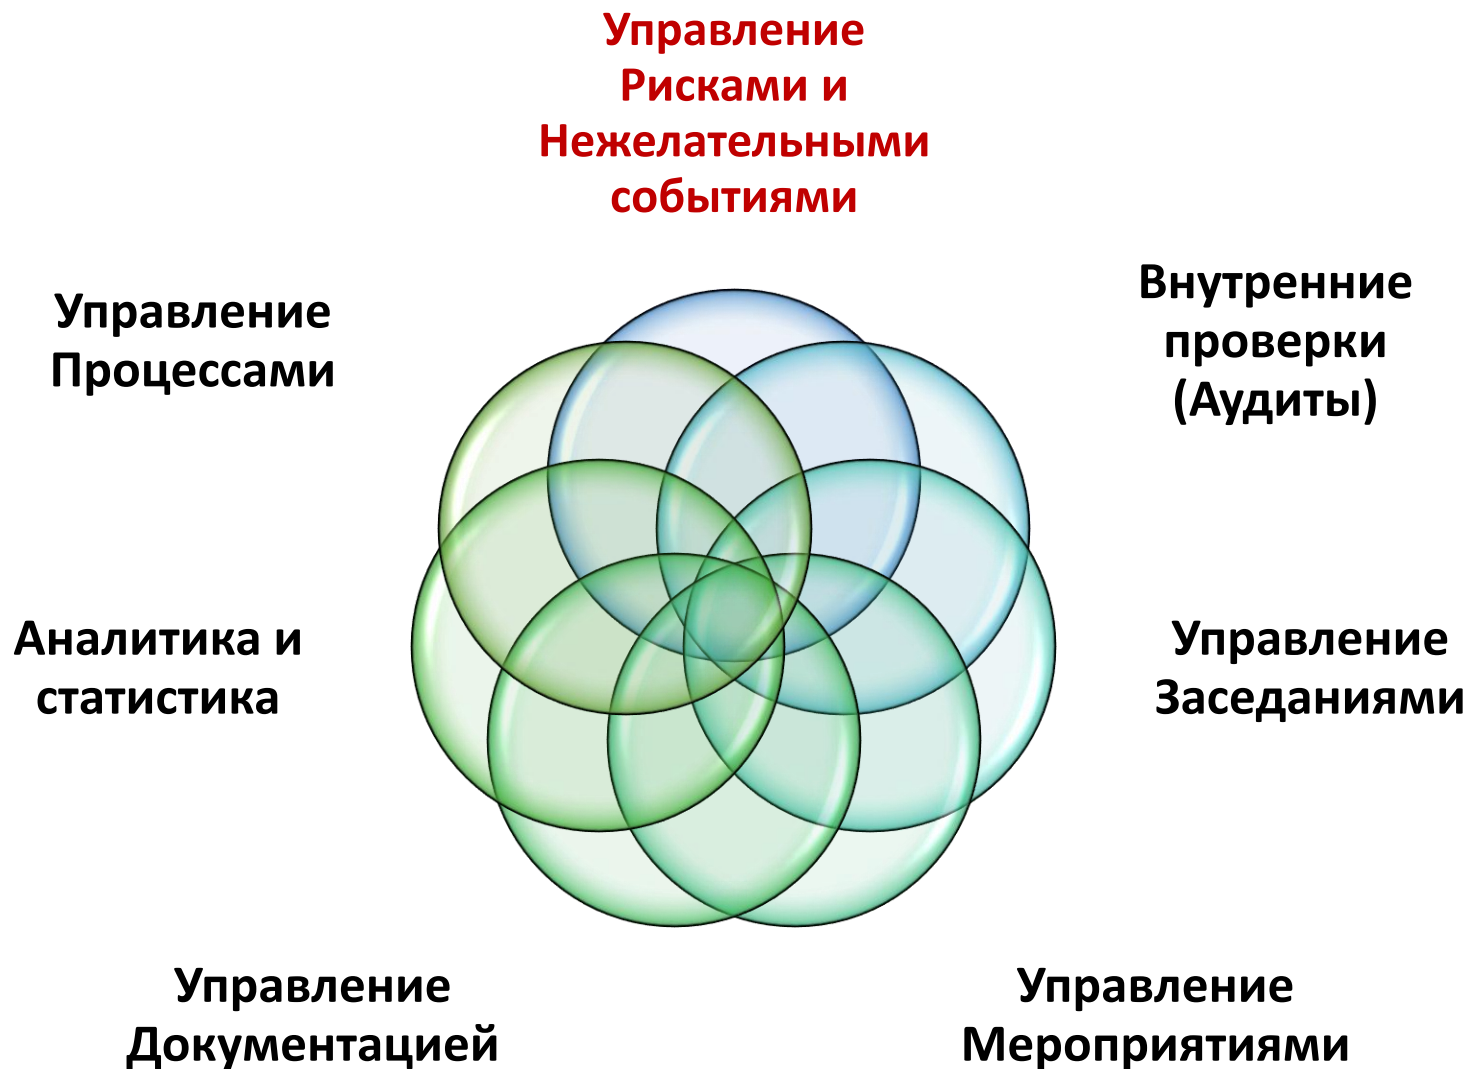 Управление
Рисками и
Нежелательными
событиями
Управление
Процессами
Внутренние
проверки
(Аудиты)
Аналитика и
статистика
Управление
Заседаниями
Управление
Документацией
Управление
Мероприятиями